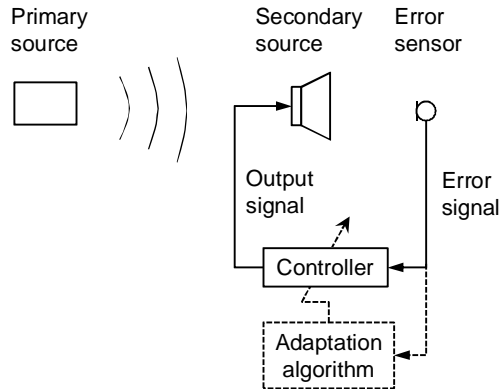 Primary
source
Secondary
source
Error
sensor
Output
signal
Error
signal
Controller
Adaptation
algorithm